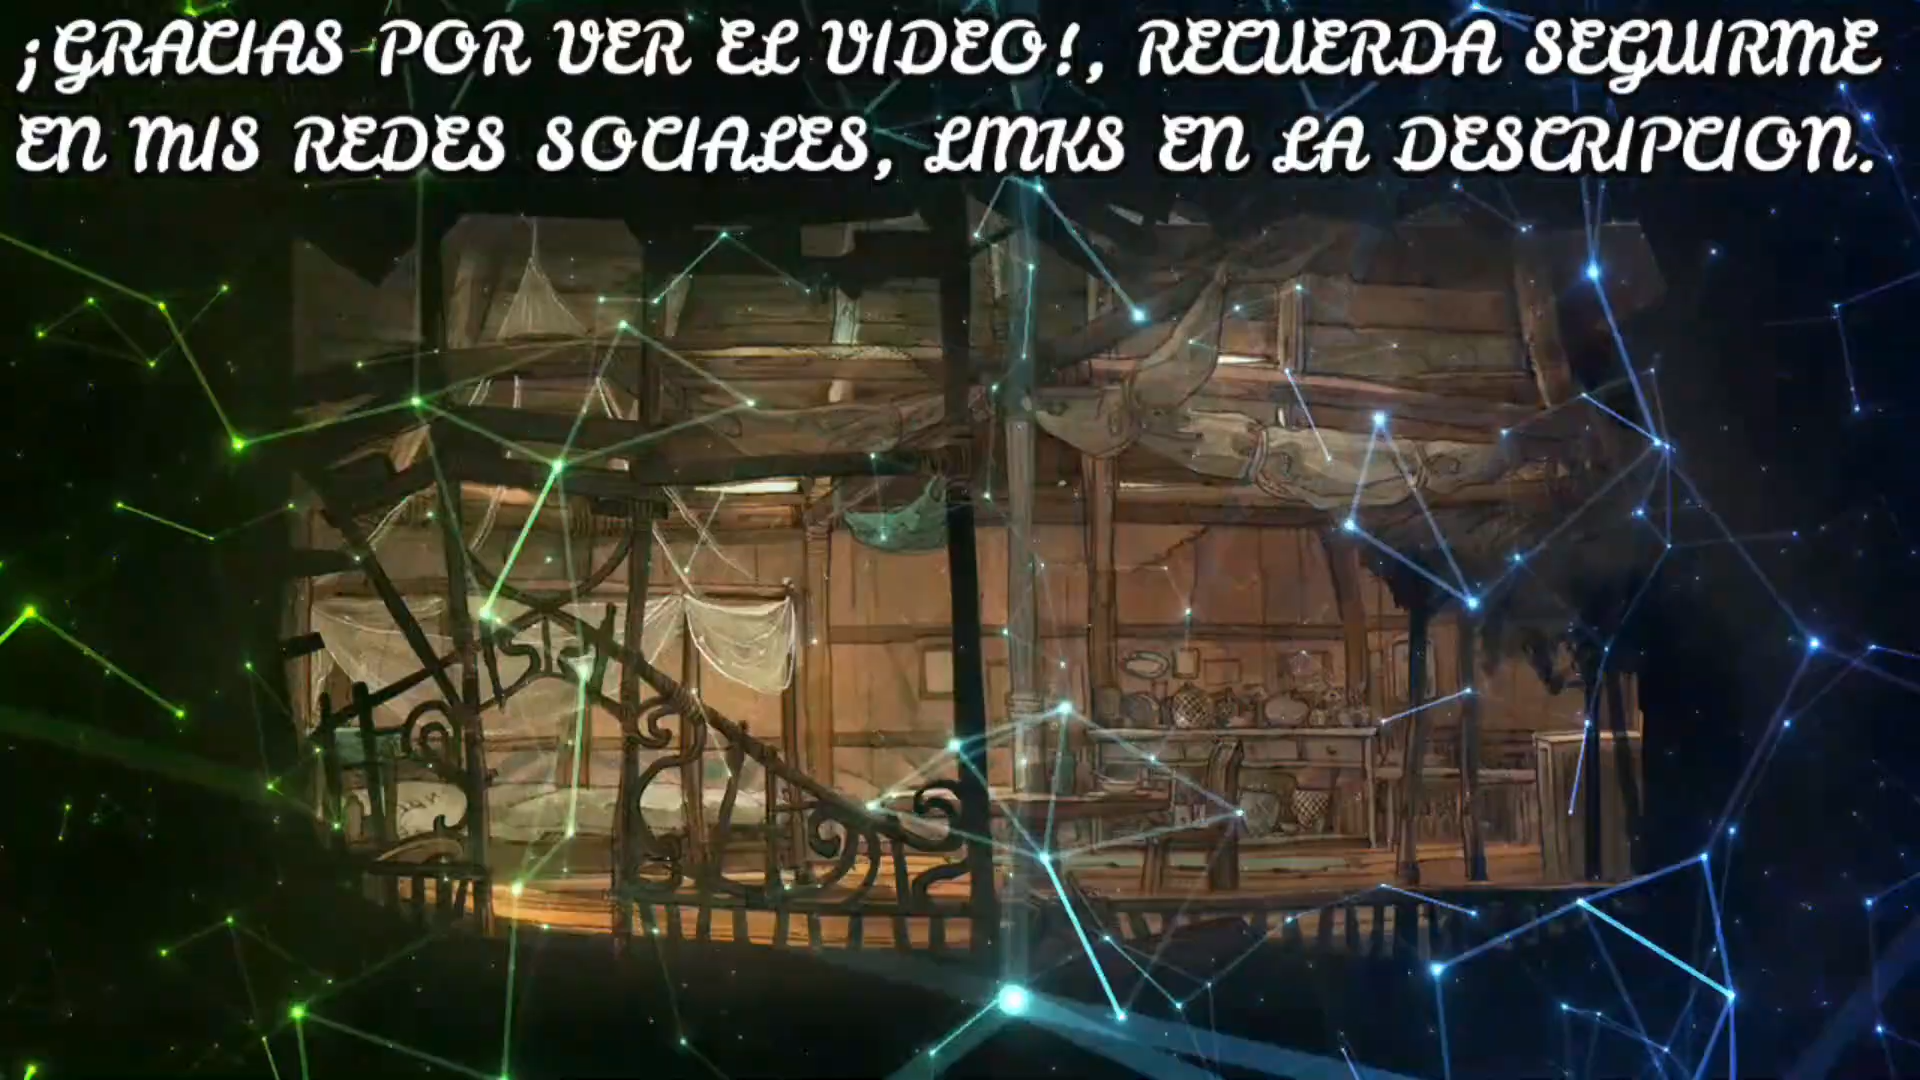 ¡GRACIAS POR VER EL VIDEO!, RECUERDA SEGUIRME
EN MIS REDES SOCIALES, LINKS EN LA DESCRIPCION.